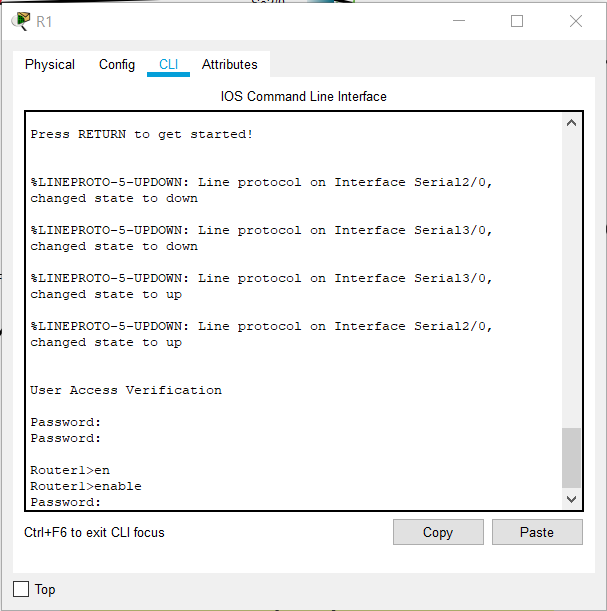 R1
Physical
Config
CLI
Attributes
IOS Command Line Interface
Press RETURN to get started!
%LINEPROTO-5-UPDOWN: Line protocol on Interface Serial2/0,
changed state to down
%LINEPROTO-5-UPDOWN: Line protocol on Interface Serial3/0,
changed state to down
%LINEPROTO-5-UPDOWN: Line protocol on Interface Serial3/0,
changed state to up
%LINEPROTO-5-UPDOWN: Line protocol on Interface Serial2/0,
changed state to up
User Access Verification
Password:
Password:
Router1>en
Router1>enable
Password:
Ctrl+F6 to exit CLI focus
Copy
Paste
Top